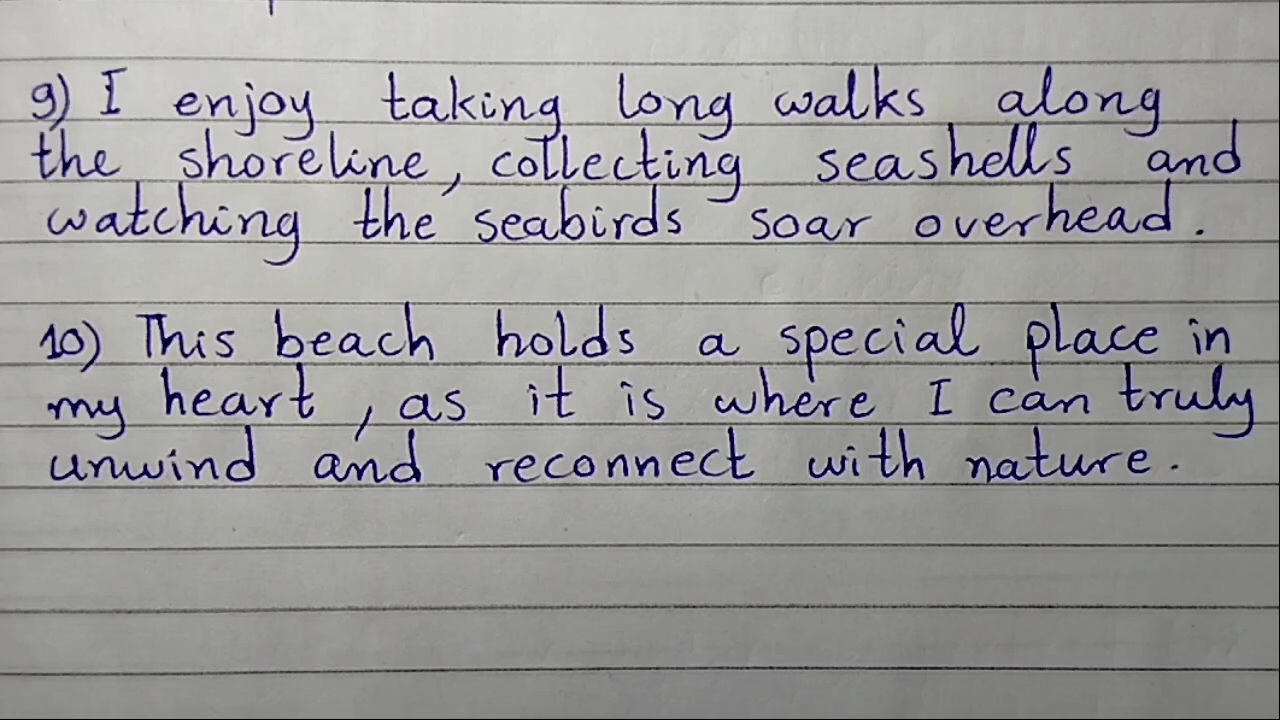 9) I enjoy taking long walks along
the shoreline, collecting seashells and
watching the seabirds soar overhead.
10) This beach holds a special place in
my heart, as it is where I can truly
unwind and reconnect with nature.